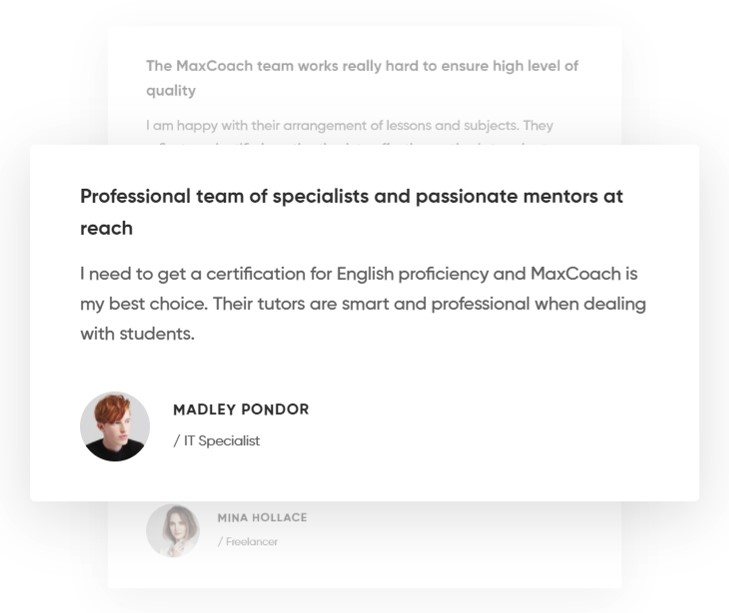 The MaxCoach team works really hard to ensure high level of
quality
I am happy with their arrangement of lessons and subjects. They
Professional team of specialists and passionate mentors at
reach
I need to get a certification for English proficiency and MaxCoach is
my best choice. Their tutors are smart and professional when dealing
with students.
MADLEY PONDOR
/ IT Specialist
MINA HOLLACE
/ Freelancer